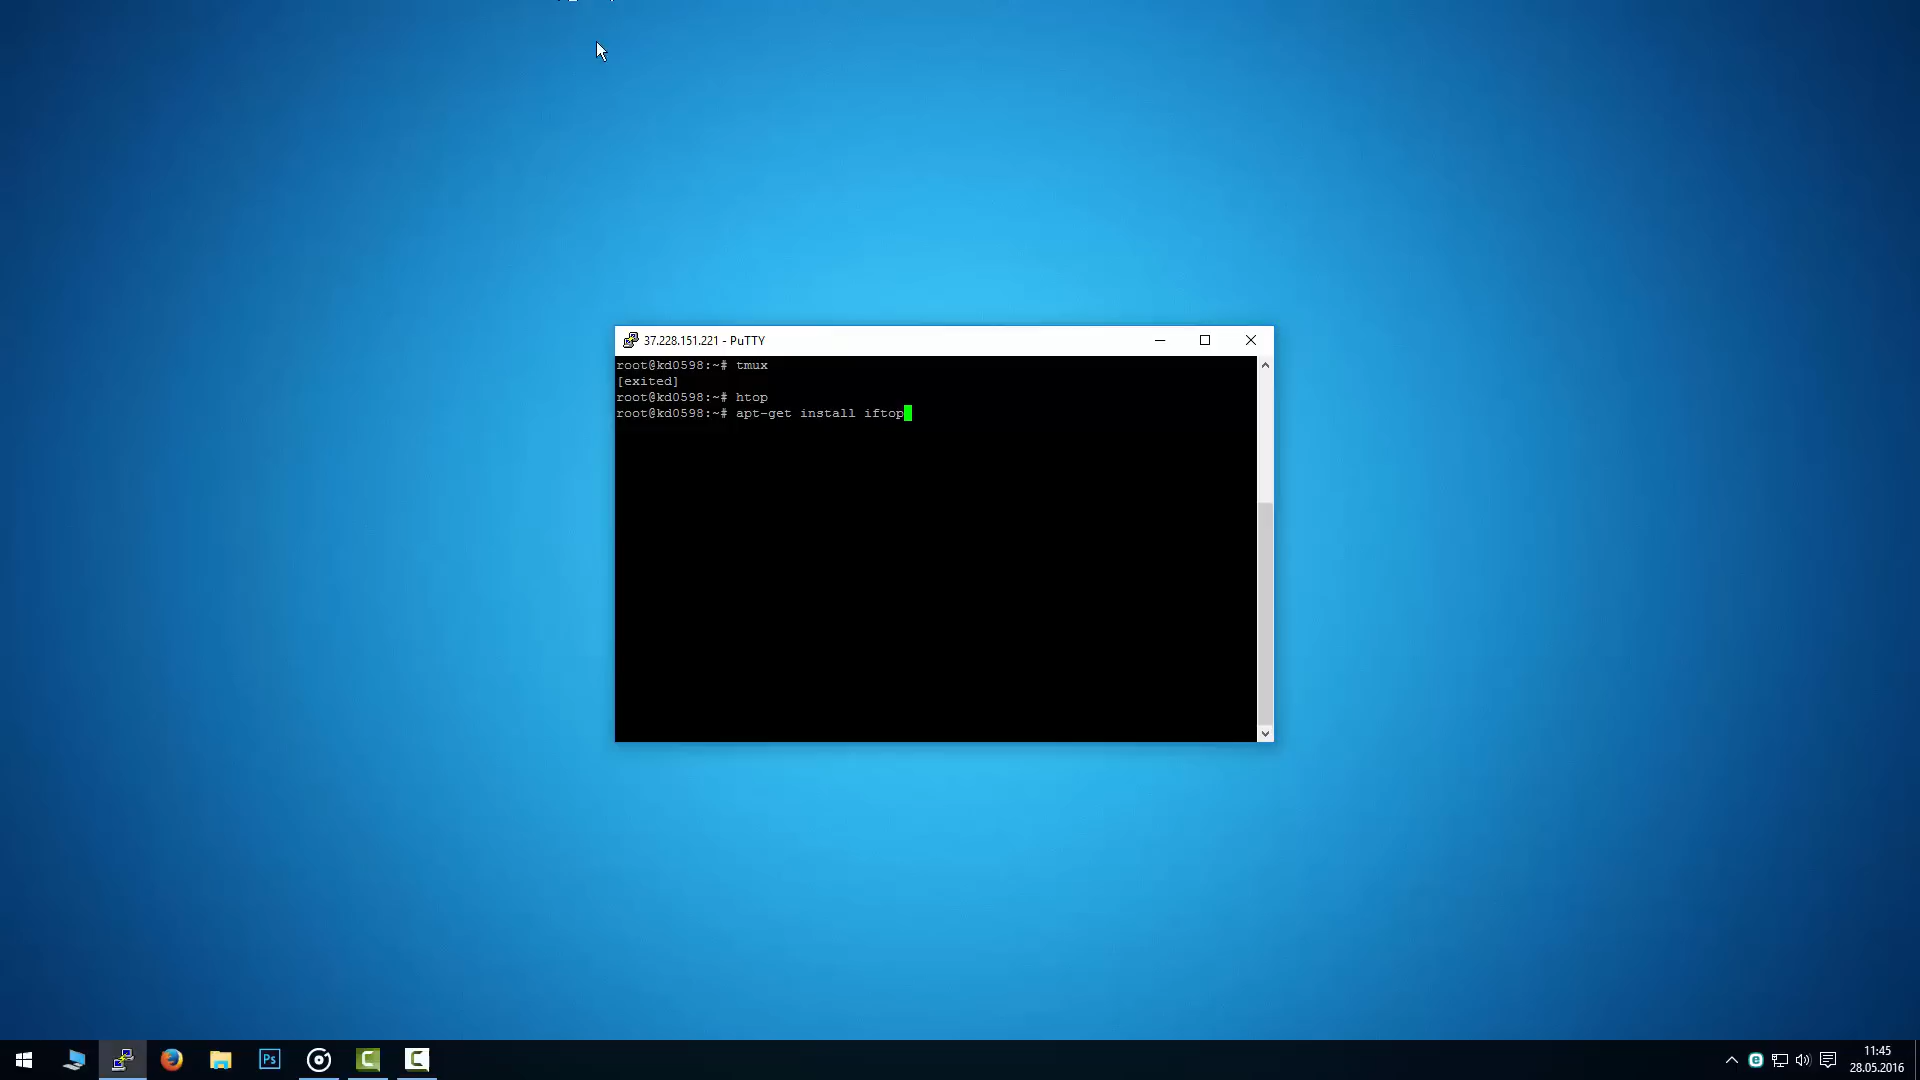 37.228.151.221 - PuTTY
root@kd0598:~# tmux
[exited]
root@kd0598:~# htop
root@kd0598:~# apt-get install iftop
Ps
11:45
28.05.2016